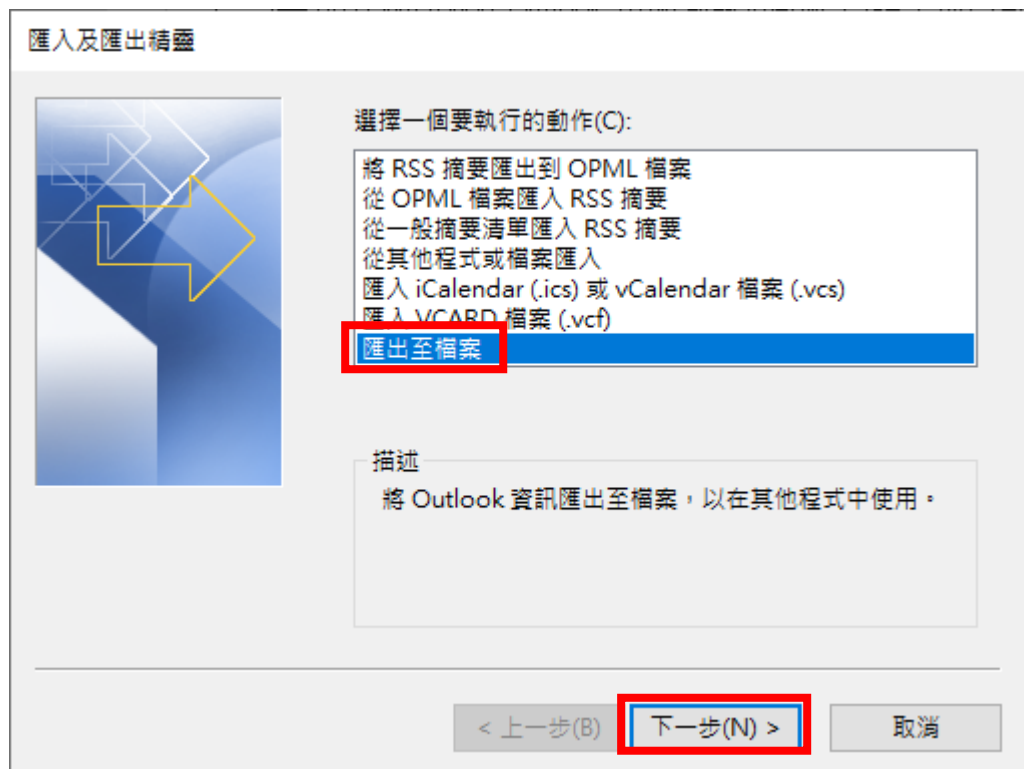 匯入及匯出精靈
選擇一個要執行的動作(C):
將 RSS 摘要匯出到 OPML 檔案
從 OPML 檔案匯入 RSS 摘要
從一般摘要清單匯入 RSS 摘要
從其他程式或檔案匯入
匯入 iCalendar (.ics) 或 vCalendar 檔案 (.vcs)
匯入 VCARD 檔案 (.vcf)
匯出至檔案
描述
將 Outlook 資訊匯出至檔案，以在其他程式中使用。
< 上一步(B)
下一步(N) >
取消